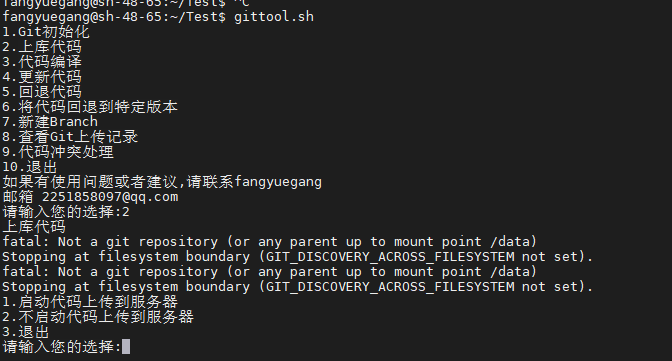 fangyuegang@sh-48-65:~/Test$ ^C
fangyuegang@sh-48-65:~/Test$ gittool.sh
1.Git初始化
2.上库代码
3.代码编译
4.更新代码
5.回退代码
6.将代码回退到特定版本
7.新建Branch
8.查看Git上传记录
9.代码冲突处理
10.退出
如果有使用问题或者建议,请联系fangyuegang
邮箱 2251858097@qq.com
请输入您的选择:2
上库代码
fatal: Not a git repository (or any parent up to mount point /data)
Stopping at filesystem boundary (GIT_DISCOVERY_ACROSS_FILESYSTEM not set).
fatal: Not a git repository (or any parent up to mount point /data)
Stopping at filesystem boundary (GIT_DISCOVERY_ACROSS_FILESYSTEM not set).
1.启动代码上传到服务器
2.不启动代码上传到服务器
3.退出
请输入您的选择: